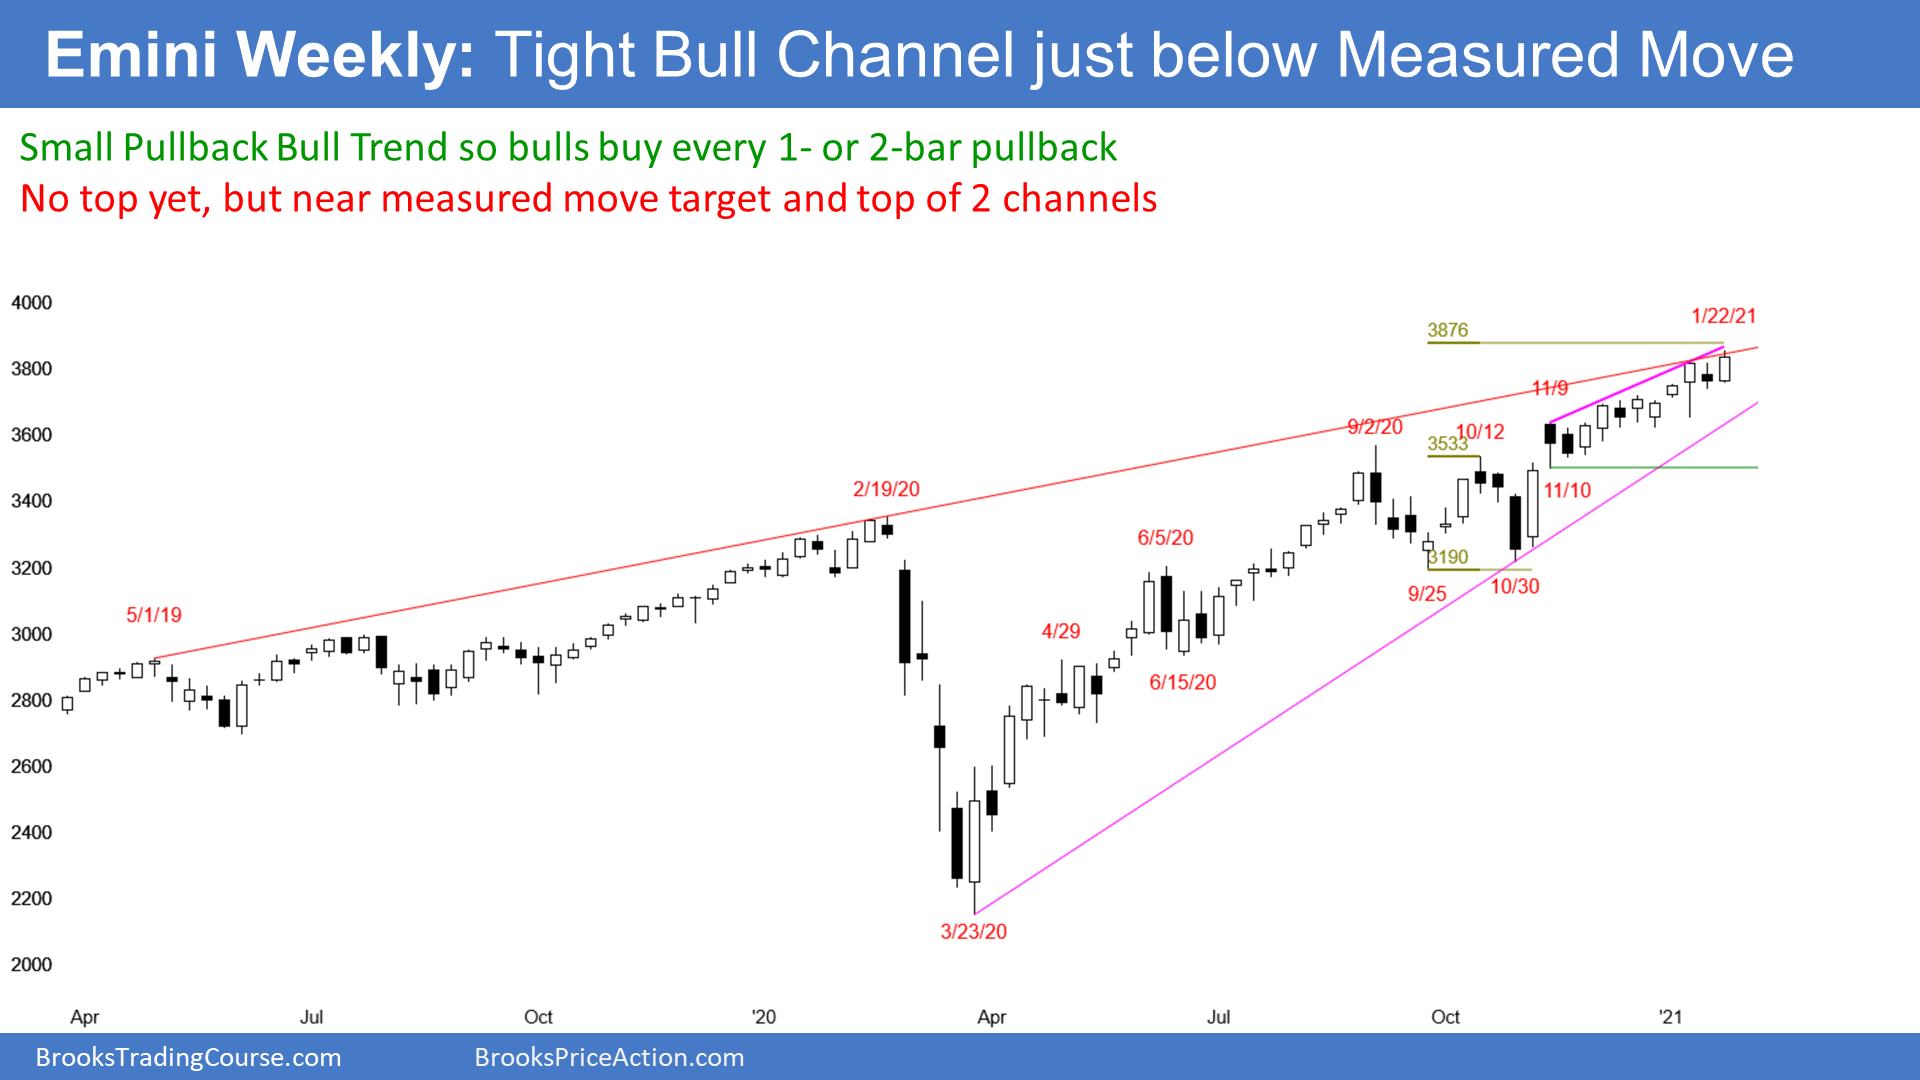 Emini Weekly: Tight Bull Channel just below Measured Move
Small Pullback Bull Trend so bulls buy every 1- or 2-bar pullback
No top yet, but near measured move target and top of 2 channels
4000
3800
3600
3400
3200
3000
2800
2600
2400
2200
2000
5/1/19
2/19/20
3/23/20
4/29
6/5/20
6/15/20
9/2/20
9/25
3876
3533
3190
10/12
10/30
11/9
11/10
1/22/21
Apr
Jul
Oct
'20
Apr
Jul
Oct
'21
BrooksTradingCourse.com
BrooksPriceAction.com